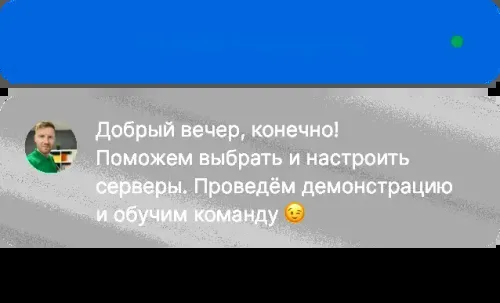 Добрый вечер, конечно!
Поможем выбрать и настроить
серверы. Проведём демонстрацию
и обучим команду 😉